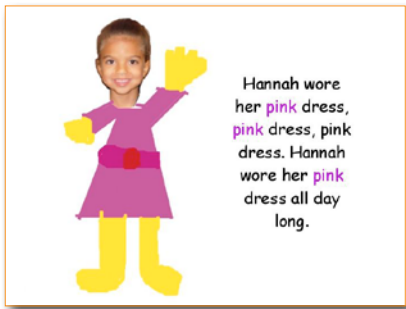 Hannah wore
her pink dress,
pink dress, pink
dress. Hannah
wore her pink
dress all day
long.